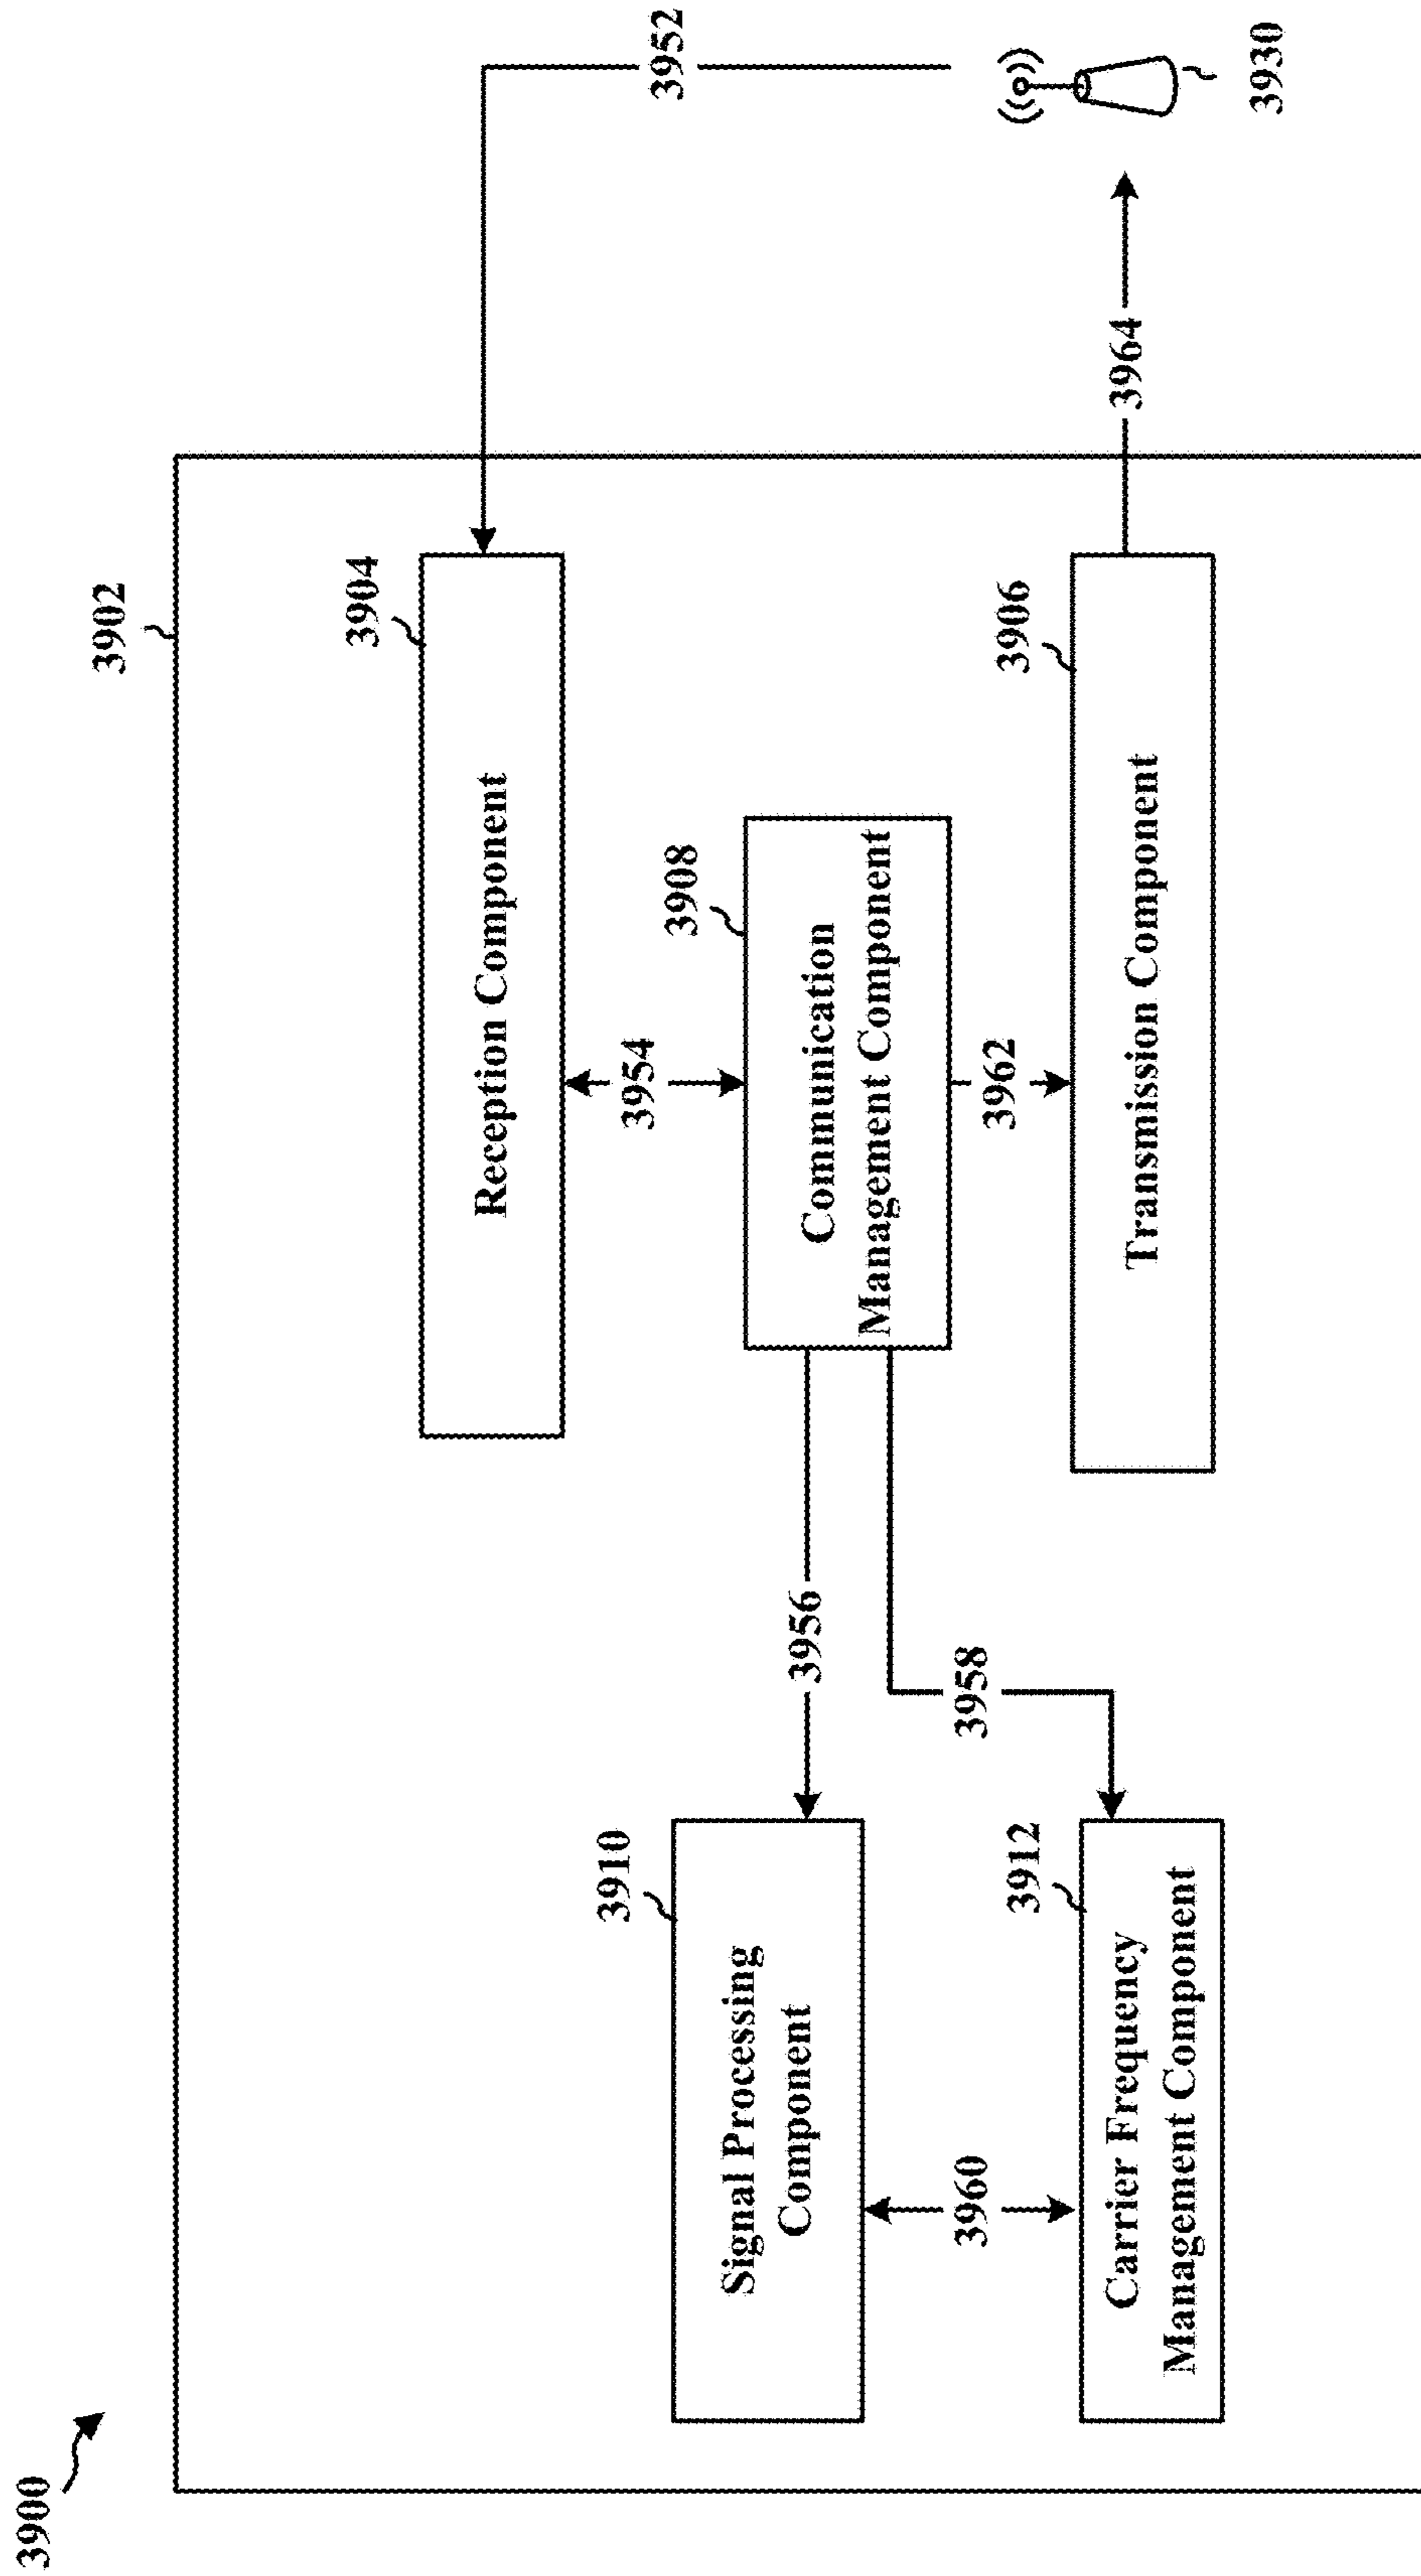 3900
3902
3904
Reception Component
3952
3954
3910
Signal Processing
Component
3956
3908
Communication
Management Component
3960
3958
3962
3912
Carrier Frequency
Management Component
3906
Transmission Component
3964
3930